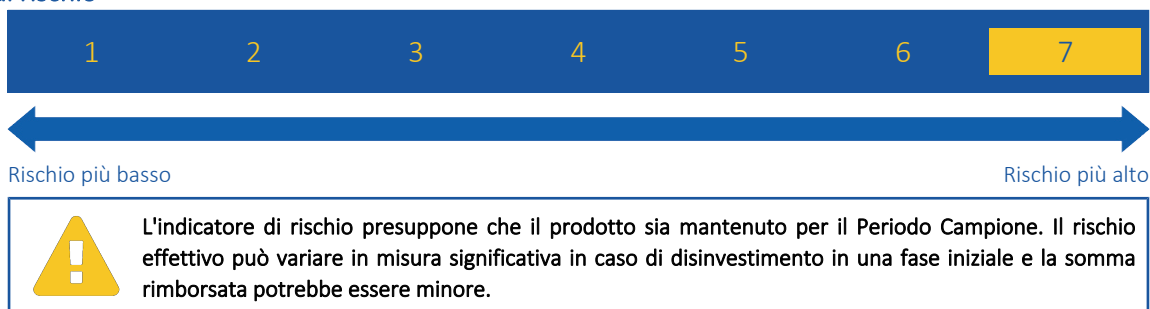 di rischio
1 2 3 4 5 6 7
Rischio più basso Rischio più alto
L'indicatore di rischio presuppone che il prodotto sia mantenuto per il Periodo Campione. Il rischio
effettivo può variare in misura significativa in caso di disinvestimento in una fase iniziale e la somma
rimborsata potrebbe essere minore.